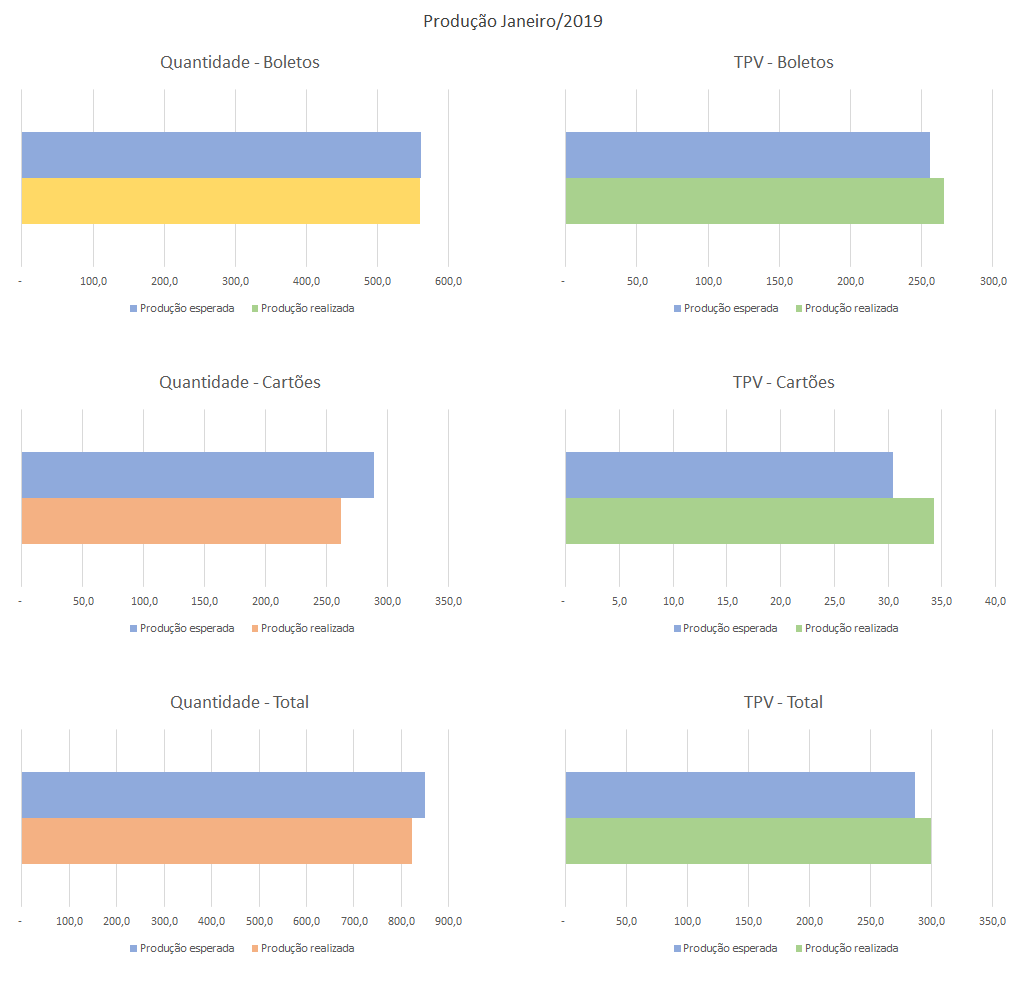 Produção Janeiro/2019
Quantidade - Boletos
- 100,0 200,0 300,0 400,0 500,0 600,0
Produção esperada Produção realizada
TPV - Boletos
- 50,0 100,0 150,0 200,0 250,0 300,0
Produção esperada Produção realizada
Quantidade - Cartões
- 50,0 100,0 150,0 200,0 250,0 300,0 350,0
Produção esperada Produção realizada
TPV - Cartões
- 5,0 10,0 15,0 20,0 25,0 30,0 35,0 40,0
Produção esperada Produção realizada
Quantidade - Total
- 100,0 200,0 300,0 400,0 500,0 600,0 700,0 800,0 900,0
Produção esperada Produção realizada
TPV - Total
- 50,0 100,0 150,0 200,0 250,0 300,0 350,0
Produção esperada Produção realizada